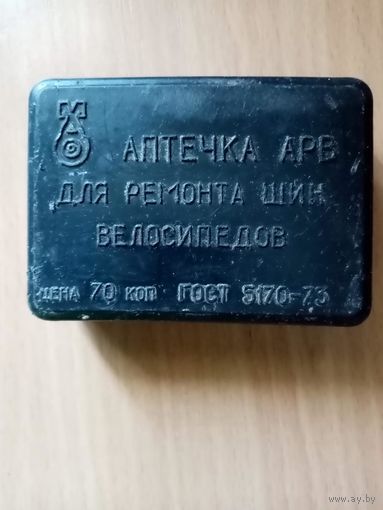 АПТЕЧКА АРВ
ДЛЯ РЕМОНТА ШИН
ВЕЛОСИПЕДОВ
ЦЕНА 70 КОП ГОСТ 5170-73
www.ay.by